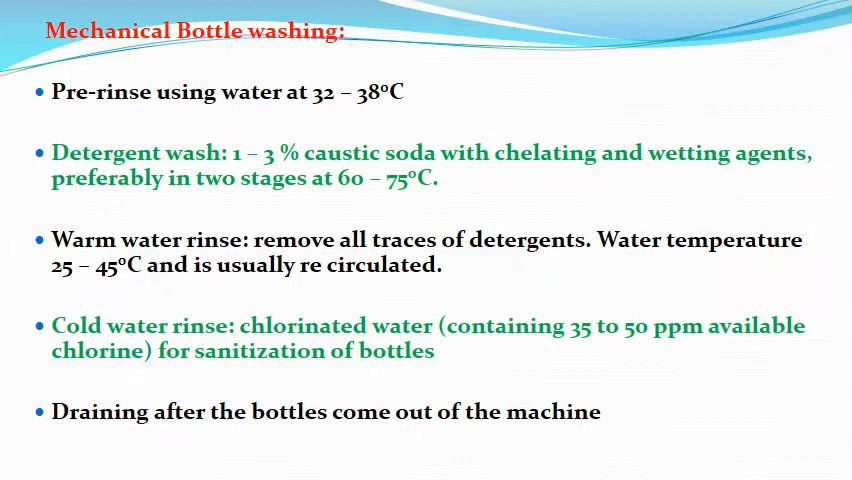 Mechanical Bottle washing:
• Pre-rinse using water at 32 – 38°C
• Detergent wash: 1 – 3 % caustic soda with chelating and wetting agents,
preferably in two stages at 60 – 75°C.
• Warm water rinse: remove all traces of detergents. Water temperature
25 – 45°C and is usually re circulated.
• Cold water rinse: chlorinated water (containing 35 to 50 ppm available
chlorine) for sanitization of bottles
• Draining after the bottles come out of the machine